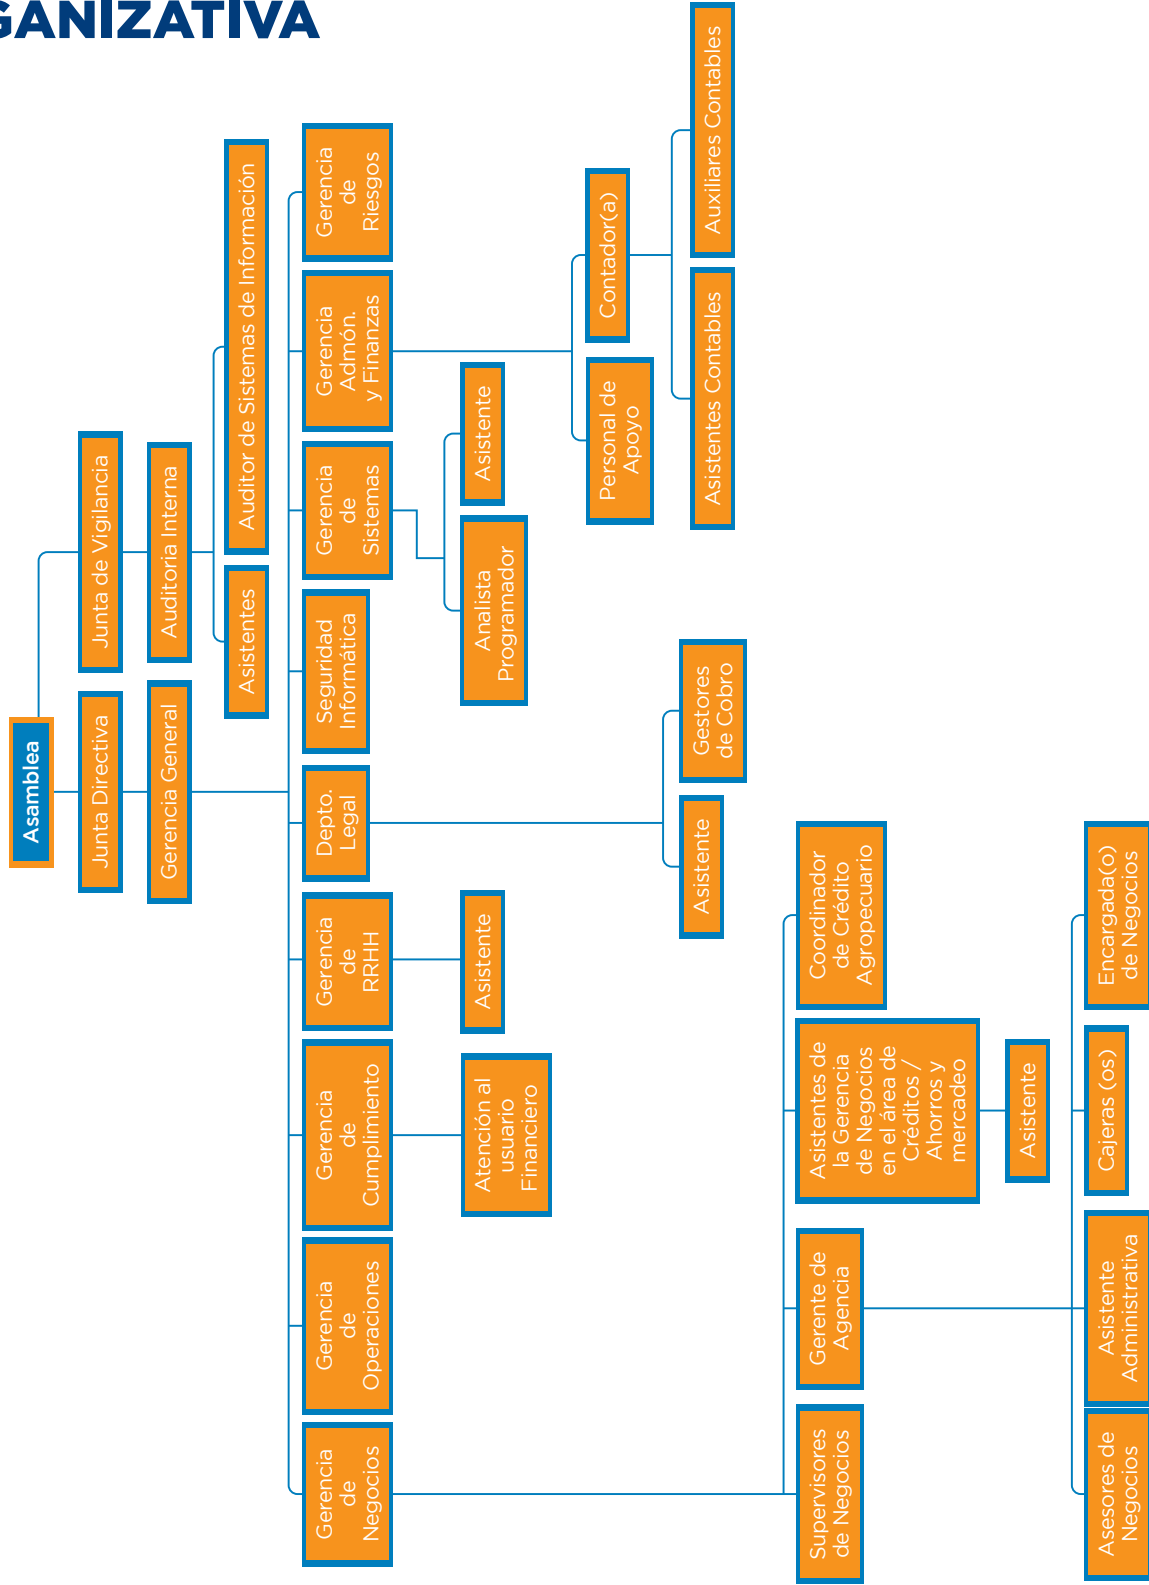 GANIZATIVA
Asamblea
Junta Directiva
Junta de Vigilancia
Gerencia General
Auditoria Interna
Asistentes
Auditor de Sistemas de Información
Gerencia
de
Negocios
Gerencia
de
Operaciones
Gerencia
de
Cumplimiento
Gerencia
de
RRHH
Depto.
Legal
Seguridad
Informática
Gerencia
de
Sistemas
Gerencia
Admón.
y Finanzas
Gerencia
de
Riesgos
Atención al
usuario
Financiero
Asistente
Analista
Programador
Asistente
Personal de
Apoyo
Contador(a)
Asistente
Gestores
de Cobro
Asistentes Contables
Auxiliares Contables
Supervisores
de Negocios
Gerente de
Agencia
Asistentes de
la Gerencia
de Negocios
en el área de
Créditos /
Ahorros y
mercadeo
Coordinador
de Crédito
Agropecuario
Asistente
Asesores de
Negocios
Asistente
Administrativa
Cajeras (os)
Encargada(o)
de Negocios